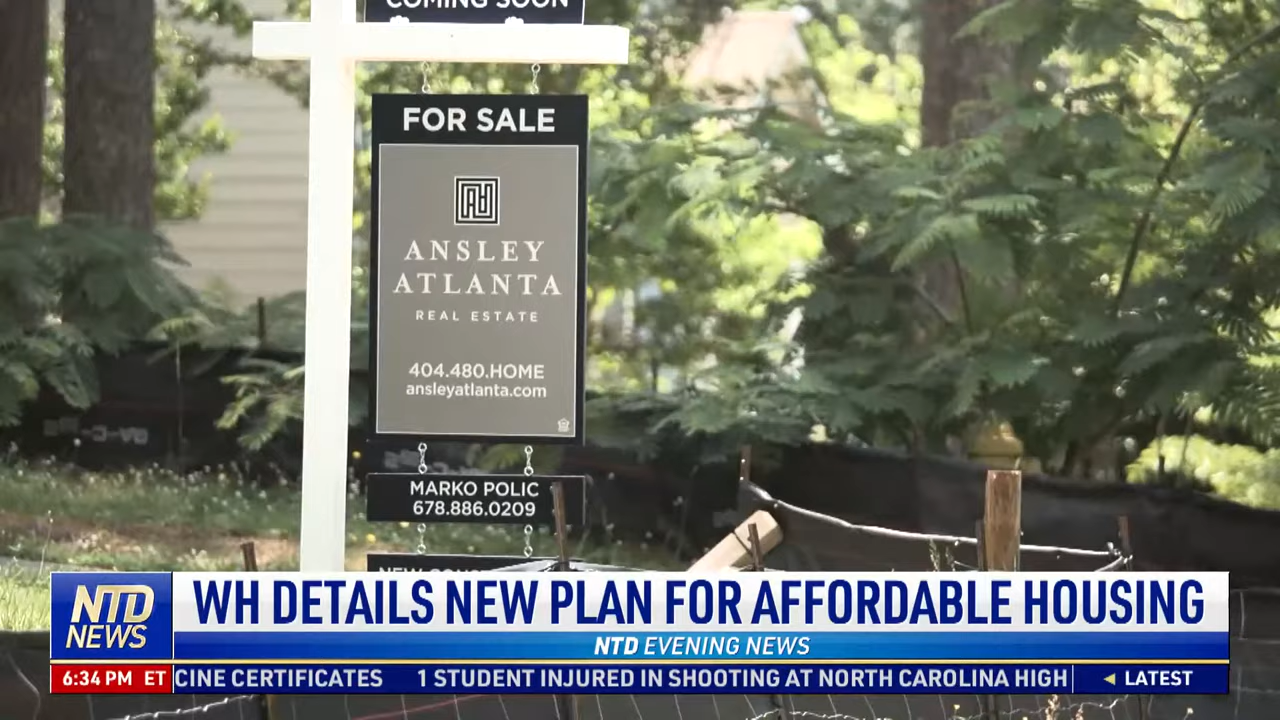 COMING SOON
FOR SALE
ANSLEY
ATLANTA
REAL ESTATE
404.480.HOME
ansleyatlanta.com
MARKO POLIC
678.886.0209
NTD
NEWS
WH DETAILS NEW PLAN FOR AFFORDABLE HOUSING
NTD EVENING NEWS
6:34 PM ET
CINE CERTIFICATES 1 STUDENT INJURED IN SHOOTING AT NORTH CAROLINA HIGH
LATEST